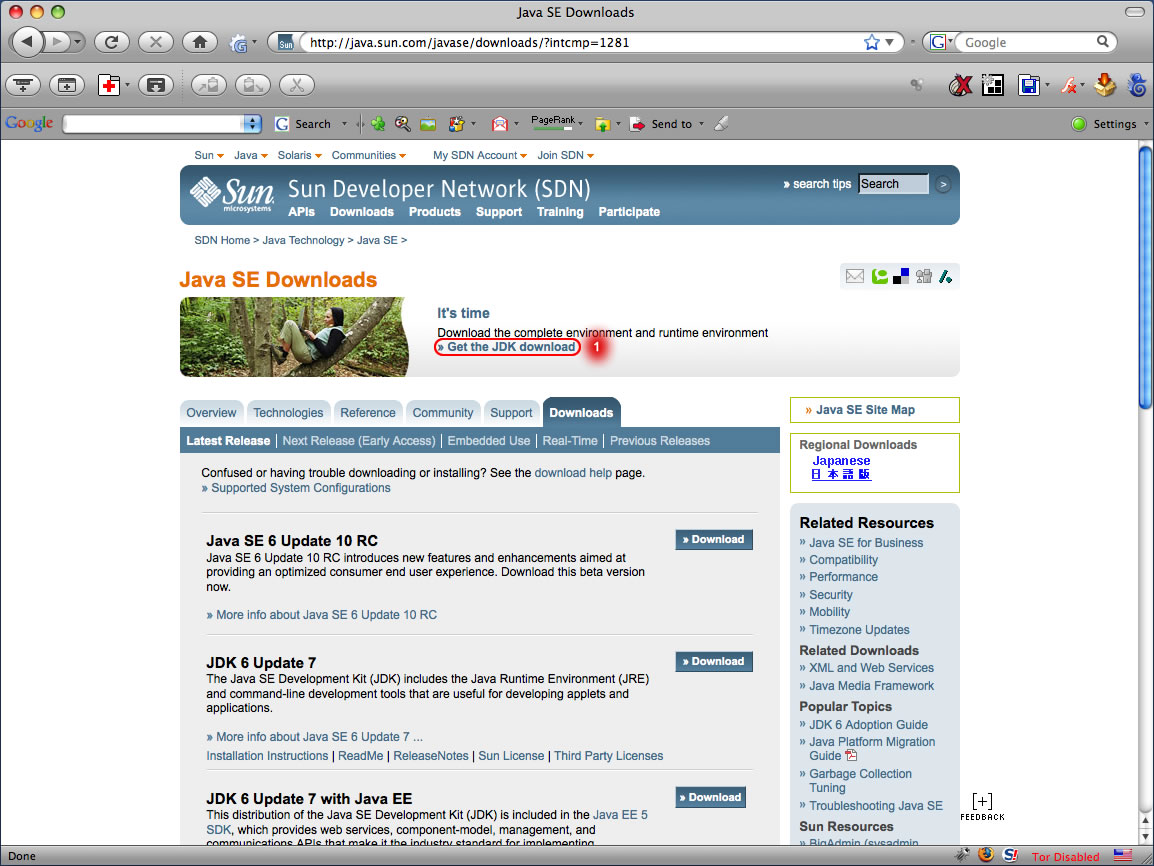 Java SE Downloads
http://java.sun.com/javase/downloads/?intcmp=1281
Google
Google Search PageRank Send to Settings
Sun Java Solaris Communities My SDN Account Join SDN
Sun microsystems
Sun Developer Network (SDN)
» search tips Search >
APIs Downloads Products Support Training Participate
SDN Home > Java Technology > Java SE >
Java SE Downloads
It's time
Download the complete environment and runtime environment
» Get the JDK download 1
Overview Technologies Reference Community Support Downloads
Latest Release | Next Release (Early Access) | Embedded Use | Real-Time | Previous Releases
Confused or having trouble downloading or installing? See the download help page.
» Supported System Configurations
Java SE 6 Update 10 RC
» Download
Java SE 6 Update 10 RC introduces new features and enhancements aimed at
providing an optimized consumer end user experience. Download this beta version
now.
» More info about Java SE 6 Update 10 RC
JDK 6 Update 7
» Download
The Java SE Development Kit (JDK) includes the Java Runtime Environment (JRE)
and command-line development tools that are useful for developing applets and
applications.
» More info about Java SE 6 Update 7 ...
Installation Instructions | ReadMe | ReleaseNotes | Sun License | Third Party Licenses
JDK 6 Update 7 with Java EE
» Download
This distribution of the Java SE Development Kit (JDK) is included in the Java EE 5
SDK, which provides web services, component-model, management, and
communications APIs that make it the industry standard for implementing
» Java SE Site Map
Regional Downloads
Japanese
日本語版
Related Resources
» Java SE for Business
» Compatibility
» Performance
» Security
» Mobility
» Timezone Updates
Related Downloads
» XML and Web Services
» Java Media Framework
Popular Topics
» JDK 6 Adoption Guide
» Java Platform Migration
Guide
» Garbage Collection
Tuning
» Troubleshooting Java SE
Sun Resources
» BigAdmin (sysadmin
[+]
FEEDBACK
Done
Tor Disabled